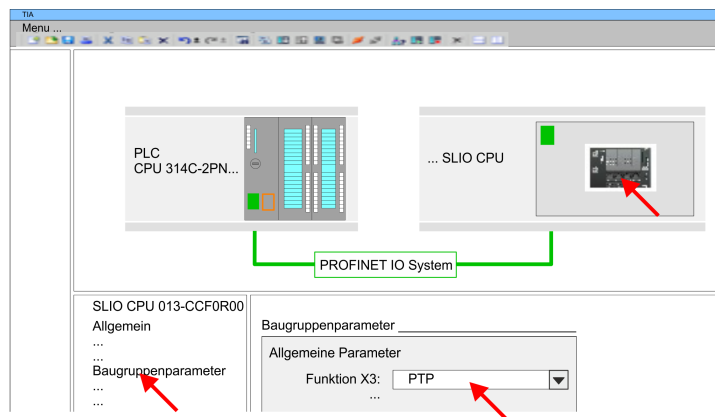 TIA
Menu ...
PLC
CPU 314C-2PN...
... SLIO CPU
PROFINET IO System
SLIO CPU 013-CCF0R00
Allgemein
...
...
Baugruppenparameter
...
...
Baugruppenparameter
Allgemeine Parameter
Funktion X3: PTP
...